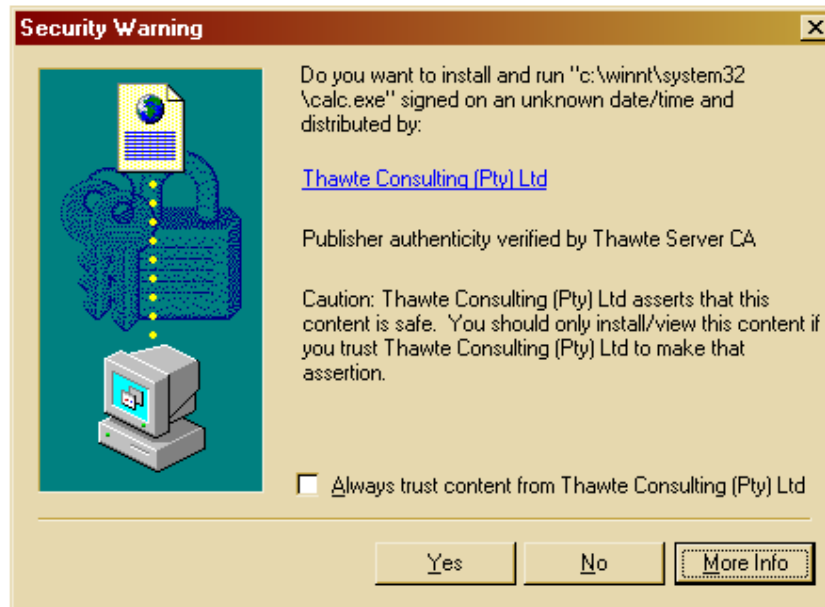 Security Warning
Do you want to install and run "c:\winnt\system32
\calc.exe" signed on an unknown date/time and
distributed by:
Thawte Consulting (Pty) Ltd
Publisher authenticity verified by Thawte Server CA
Caution: Thawte Consulting (Pty) Ltd asserts that this
content is safe.  You should only install/view this content if
you trust Thawte Consulting (Pty) Ltd to make that
assertion.
Always trust content from Thawte Consulting (Pty) Ltd
Yes No More Info